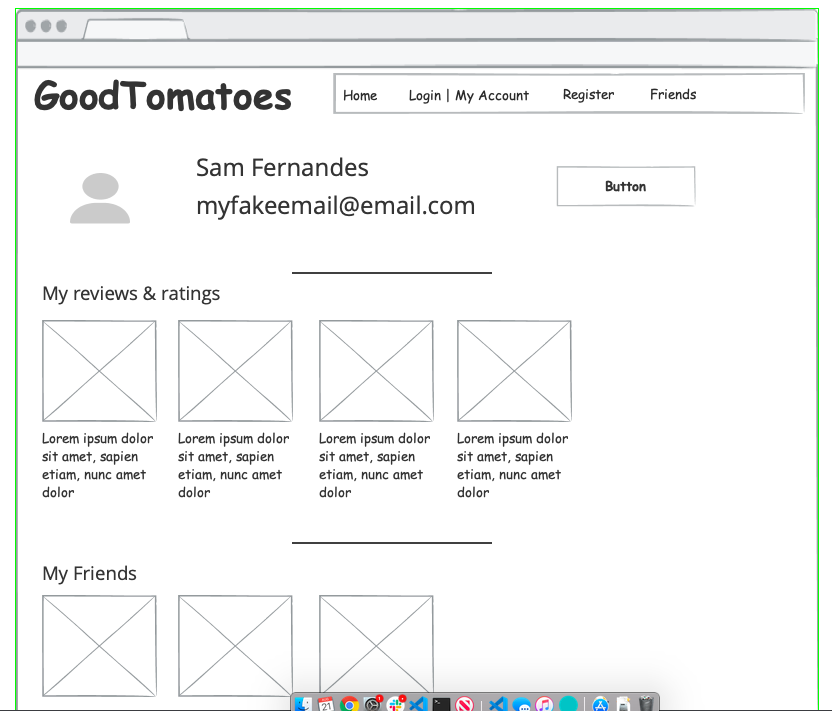 GoodTomatoes
Home Login | My Account Register Friends
Sam Fernandes
myfakeemail@email.com
Button
My reviews & ratings
Lorem ipsum dolor
sit amet, sapien
etiam, nunc amet
dolor
Lorem ipsum dolor
sit amet, sapien
etiam, nunc amet
dolor
Lorem ipsum dolor
sit amet, sapien
etiam, nunc amet
dolor
Lorem ipsum dolor
sit amet, sapien
etiam, nunc amet
dolor
My Friends
21